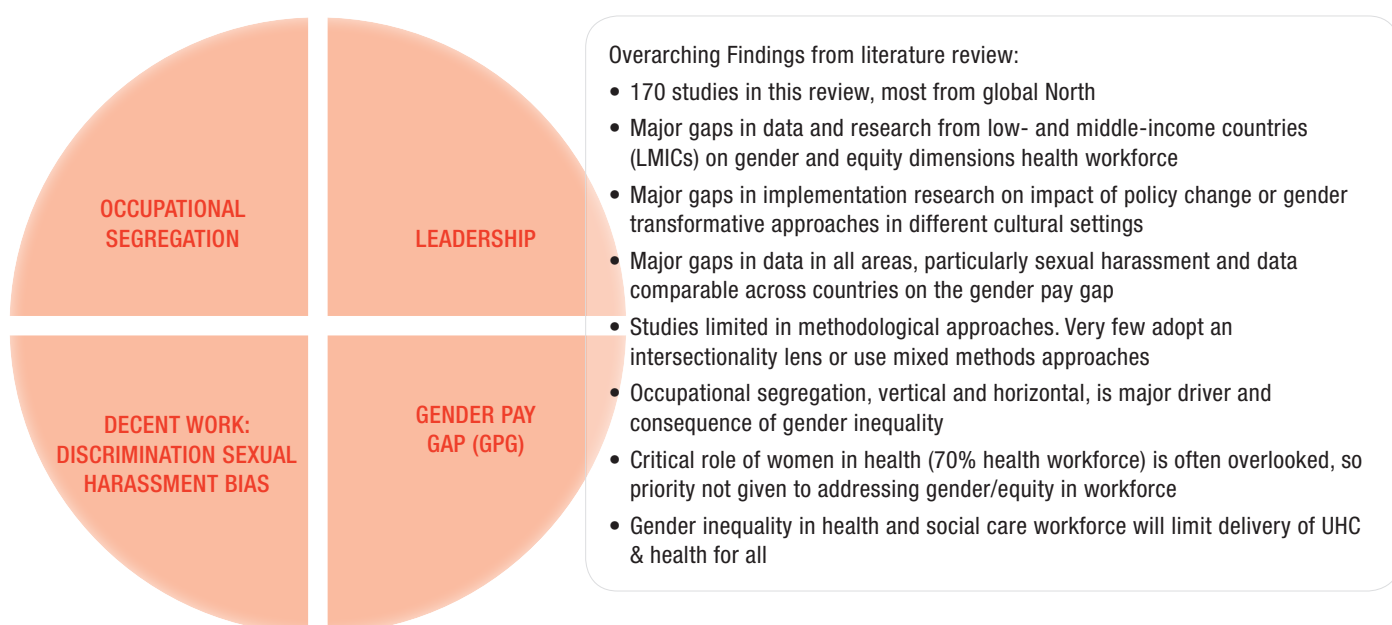 OCCUPATIONAL
SEGREGATION
LEADERSHIP
DECENT WORK:
DISCRIMINATION SEXUAL
HARASSMENT BIAS
GENDER PAY
GAP (GPG)
Overarching Findings from literature review:
• 170 studies in this review, most from global North
• Major gaps in data and research from low- and middle-income countries
(LMICs) on gender and equity dimensions health workforce
• Major gaps in implementation research on impact of policy change or gender
transformative approaches in different cultural settings
• Major gaps in data in all areas, particularly sexual harassment and data
comparable across countries on the gender pay gap
• Studies limited in methodological approaches. Very few adopt an
intersectionality lens or use mixed methods approaches
• Occupational segregation, vertical and horizontal, is major driver and
consequence of gender inequality
• Critical role of women in health (70% health workforce) is often overlooked, so
priority not given to addressing gender/equity in workforce
• Gender inequality in health and social care workforce will limit delivery of UHC
& health for all